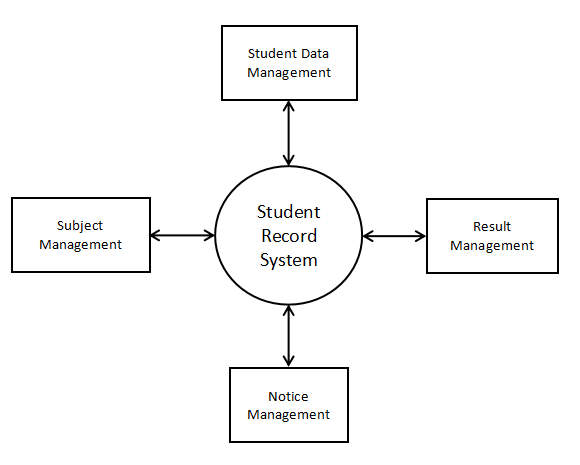 Student Data
Management
Subject
Management
Student
Record
System
Result
Management
Notice
Management